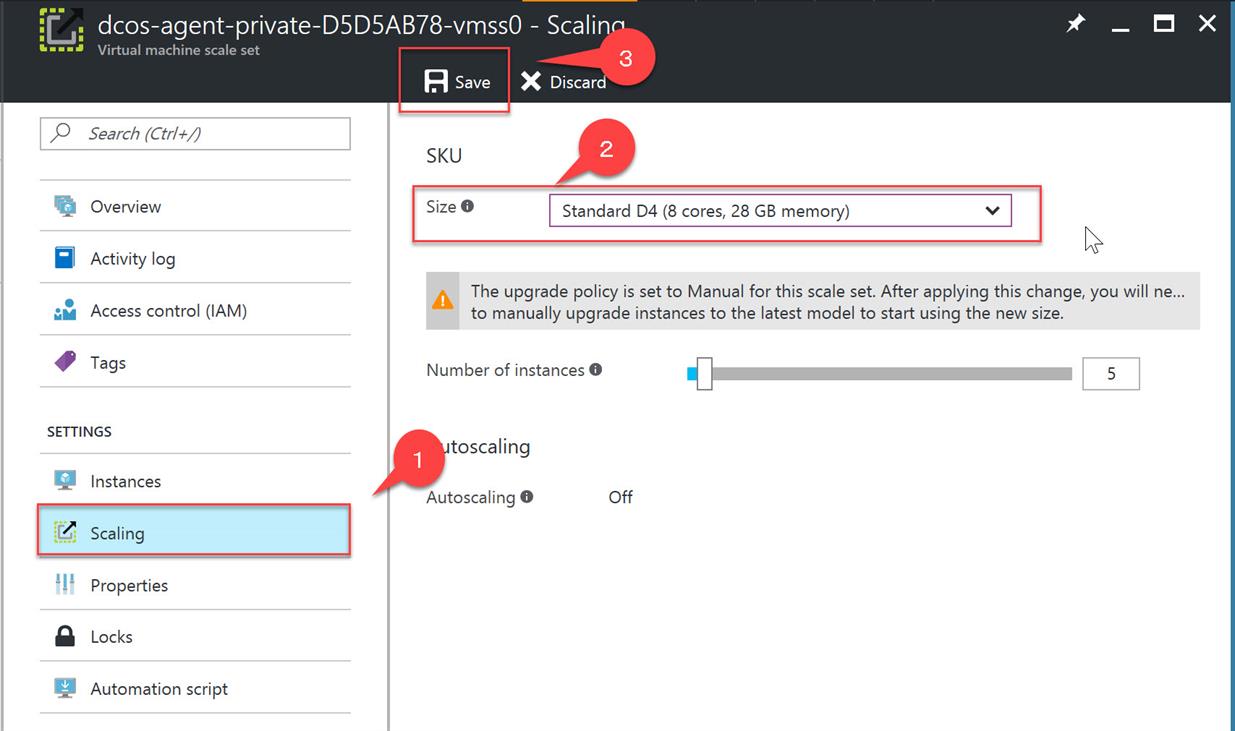 dcos-agent-private-D5D5AB78-vmss0 - Scaling
Virtual machine scale set
Save
Discard
3
Search (Ctrl+/)
Overview
Activity log
Access control (IAM)
Tags
SETTINGS
Instances
Scaling
Properties
Locks
Automation script
1
SKU
2
Size
Standard D4 (8 cores, 28 GB memory)
The upgrade policy is set to Manual for this scale set. After applying this change, you will ne...
to manually upgrade instances to the latest model to start using the new size.
Number of instances
5
utoscaling
Autoscaling
Off